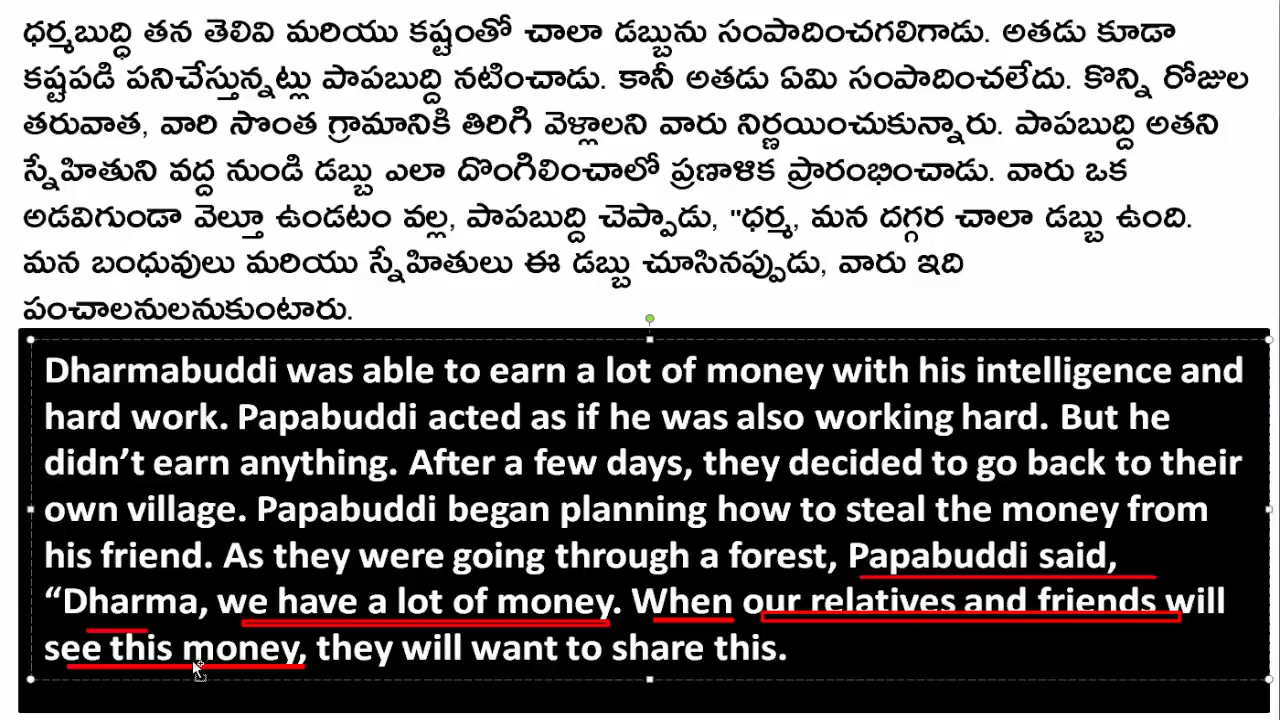 ధర్మబుద్ధి తన తెలివి మరియు కష్టంతో చాలా డబ్బును సంపాదించగలిగాడు. అతడు కూడా
కష్టపడి పనిచేస్తున్నట్లు పాపబుద్ది నటించాడు. కానీ అతడు ఏమి సంపాదించలేదు. కొన్ని రోజుల
తరువాత, వారి సొంత గ్రామానికి తిరిగి వెళ్లాలని వారు నిర్ణయించుకున్నారు. పాపబుద్ది అతని
స్నేహితుని వద్ద నుండి డబ్బు ఎలా దొంగిలించాలో ప్రణాళిక ప్రారంభించాడు. వారు ఒక
అడవిగుండా వెల్తూ ఉండటం వల్ల, పాపబుద్ది చెప్పాడు, "ధర్మ, మన దగ్గర చాలా డబ్బు ఉంది.
మన బంధువులు మరియు స్నేహితులు ఈ డబ్బు చూసినప్పుడు, వారు ఇది
పంచాలనులనుకుంటారు.
Dharmabuddi was able to earn a lot of money with his intelligence and
hard work. Papabuddi acted as if he was also working hard. But he
didn’t earn anything. After a few days, they decided to go back to their
own village. Papabuddi began planning how to steal the money from
his friend. As they were going through a forest, Papabuddi said,
“Dharma, we have a lot of money. When our relatives and friends will
see this money, they will want to share this.